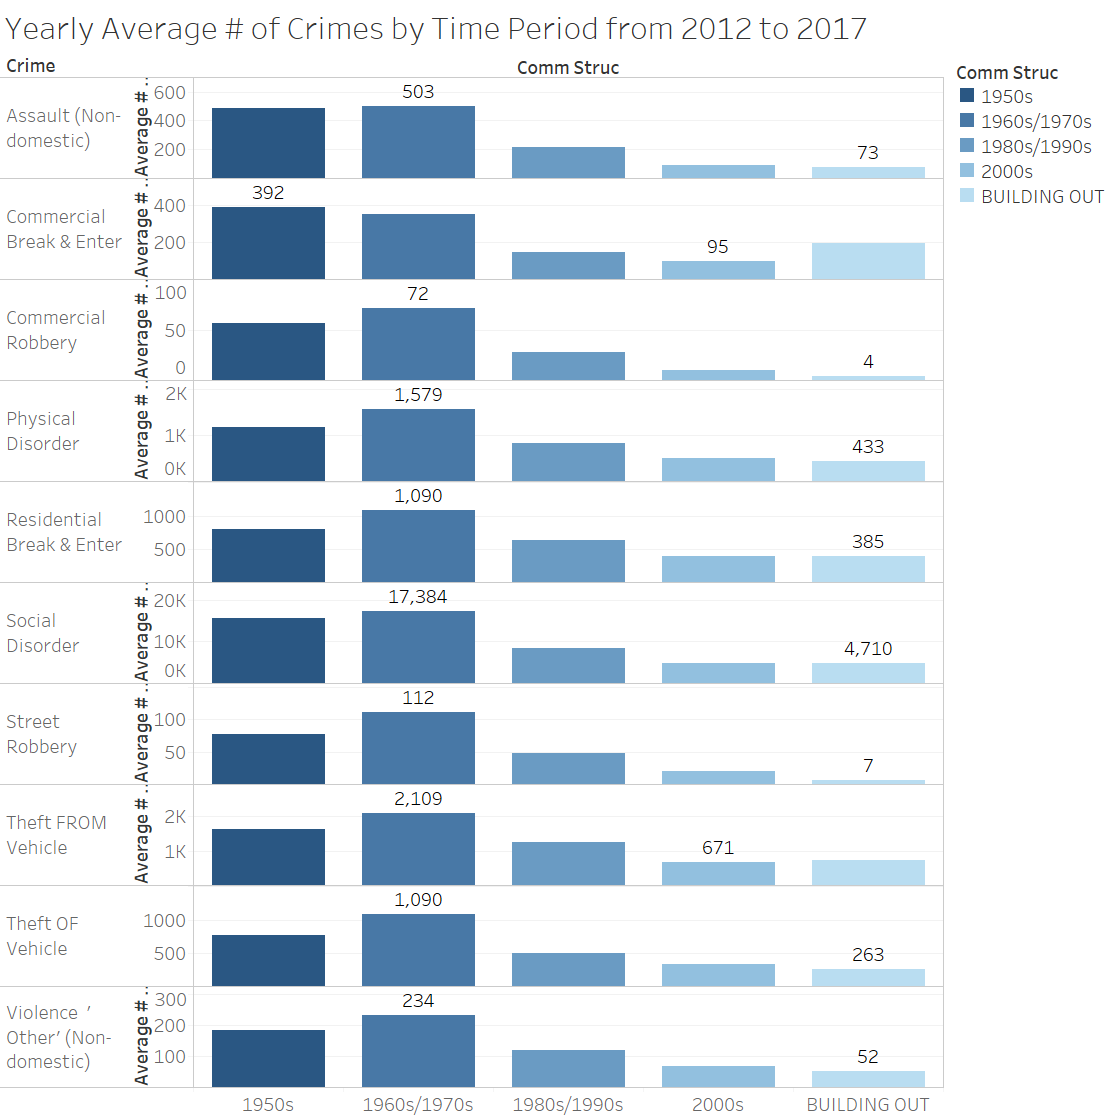 Yearly Average # of Crimes by Time Period from 2012 to 2017
Crime
Comm Struc
Comm Struc
1950s
1960s/1970s
1980s/1990s
2000s
BUILDING OUT
Assault (Non-
domestic)
Average # ..
600
400
200
503
73
Commercial
Break & Enter
Average # ..
400
200
392
95
Commercial
Robbery
Average # ..
100
50
0
72
4
Physical
Disorder
Average # ..
2K
1K
0K
1,579
433
Residential
Break & Enter
1000
500
1,090
385
Social
Disorder
Average # ..
20K
10K
0K
17,384
4,710
Street
Robbery
Average # ..
100
50
112
7
Theft FROM
Vehicle
Average # ..
2K
1K
2,109
671
Theft OF
Vehicle
1000
500
1,090
263
Violence ‘
Other’ (Non-
domestic)
Average # ..
300
200
100
234
52
1950s
1960s/1970s
1980s/1990s
2000s
BUILDING OUT